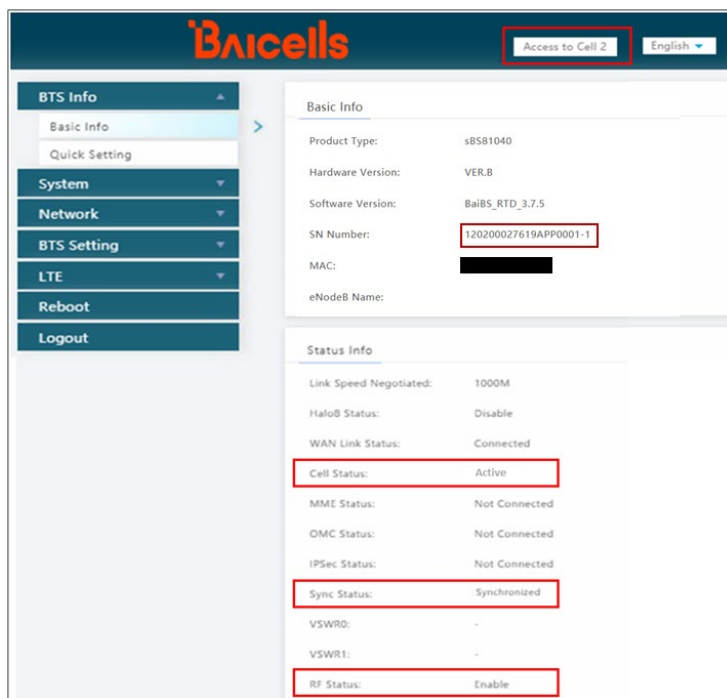 Baicells
Access to Cell 2
English
BTS Info
Basic Info
Quick Setting
System
Network
BTS Setting
LTE
Reboot
Logout
Basic Info
Product Type: sBS81040
Hardware Version: VER.B
Software Version: BaiBS_RTD_3.7.5
SN Number: 120200027619APP0001-1
MAC:
eNodeB Name:
Status Info
Link Speed Negotiated: 1000M
HaloB Status: Disable
WAN Link Status: Connected
Cell Status: Active
MME Status: Not Connected
OMC Status: Not Connected
IPSec Status: Not Connected
Sync Status: Synchronized
VSWR0: -
VSWR1: -
RF Status: Enable